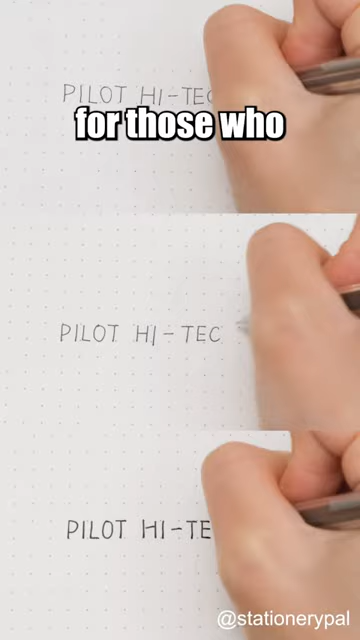 PILOT HI-TEC
for those who
PILOT HI-TEC
PILOT HI-TE
@stationerypal